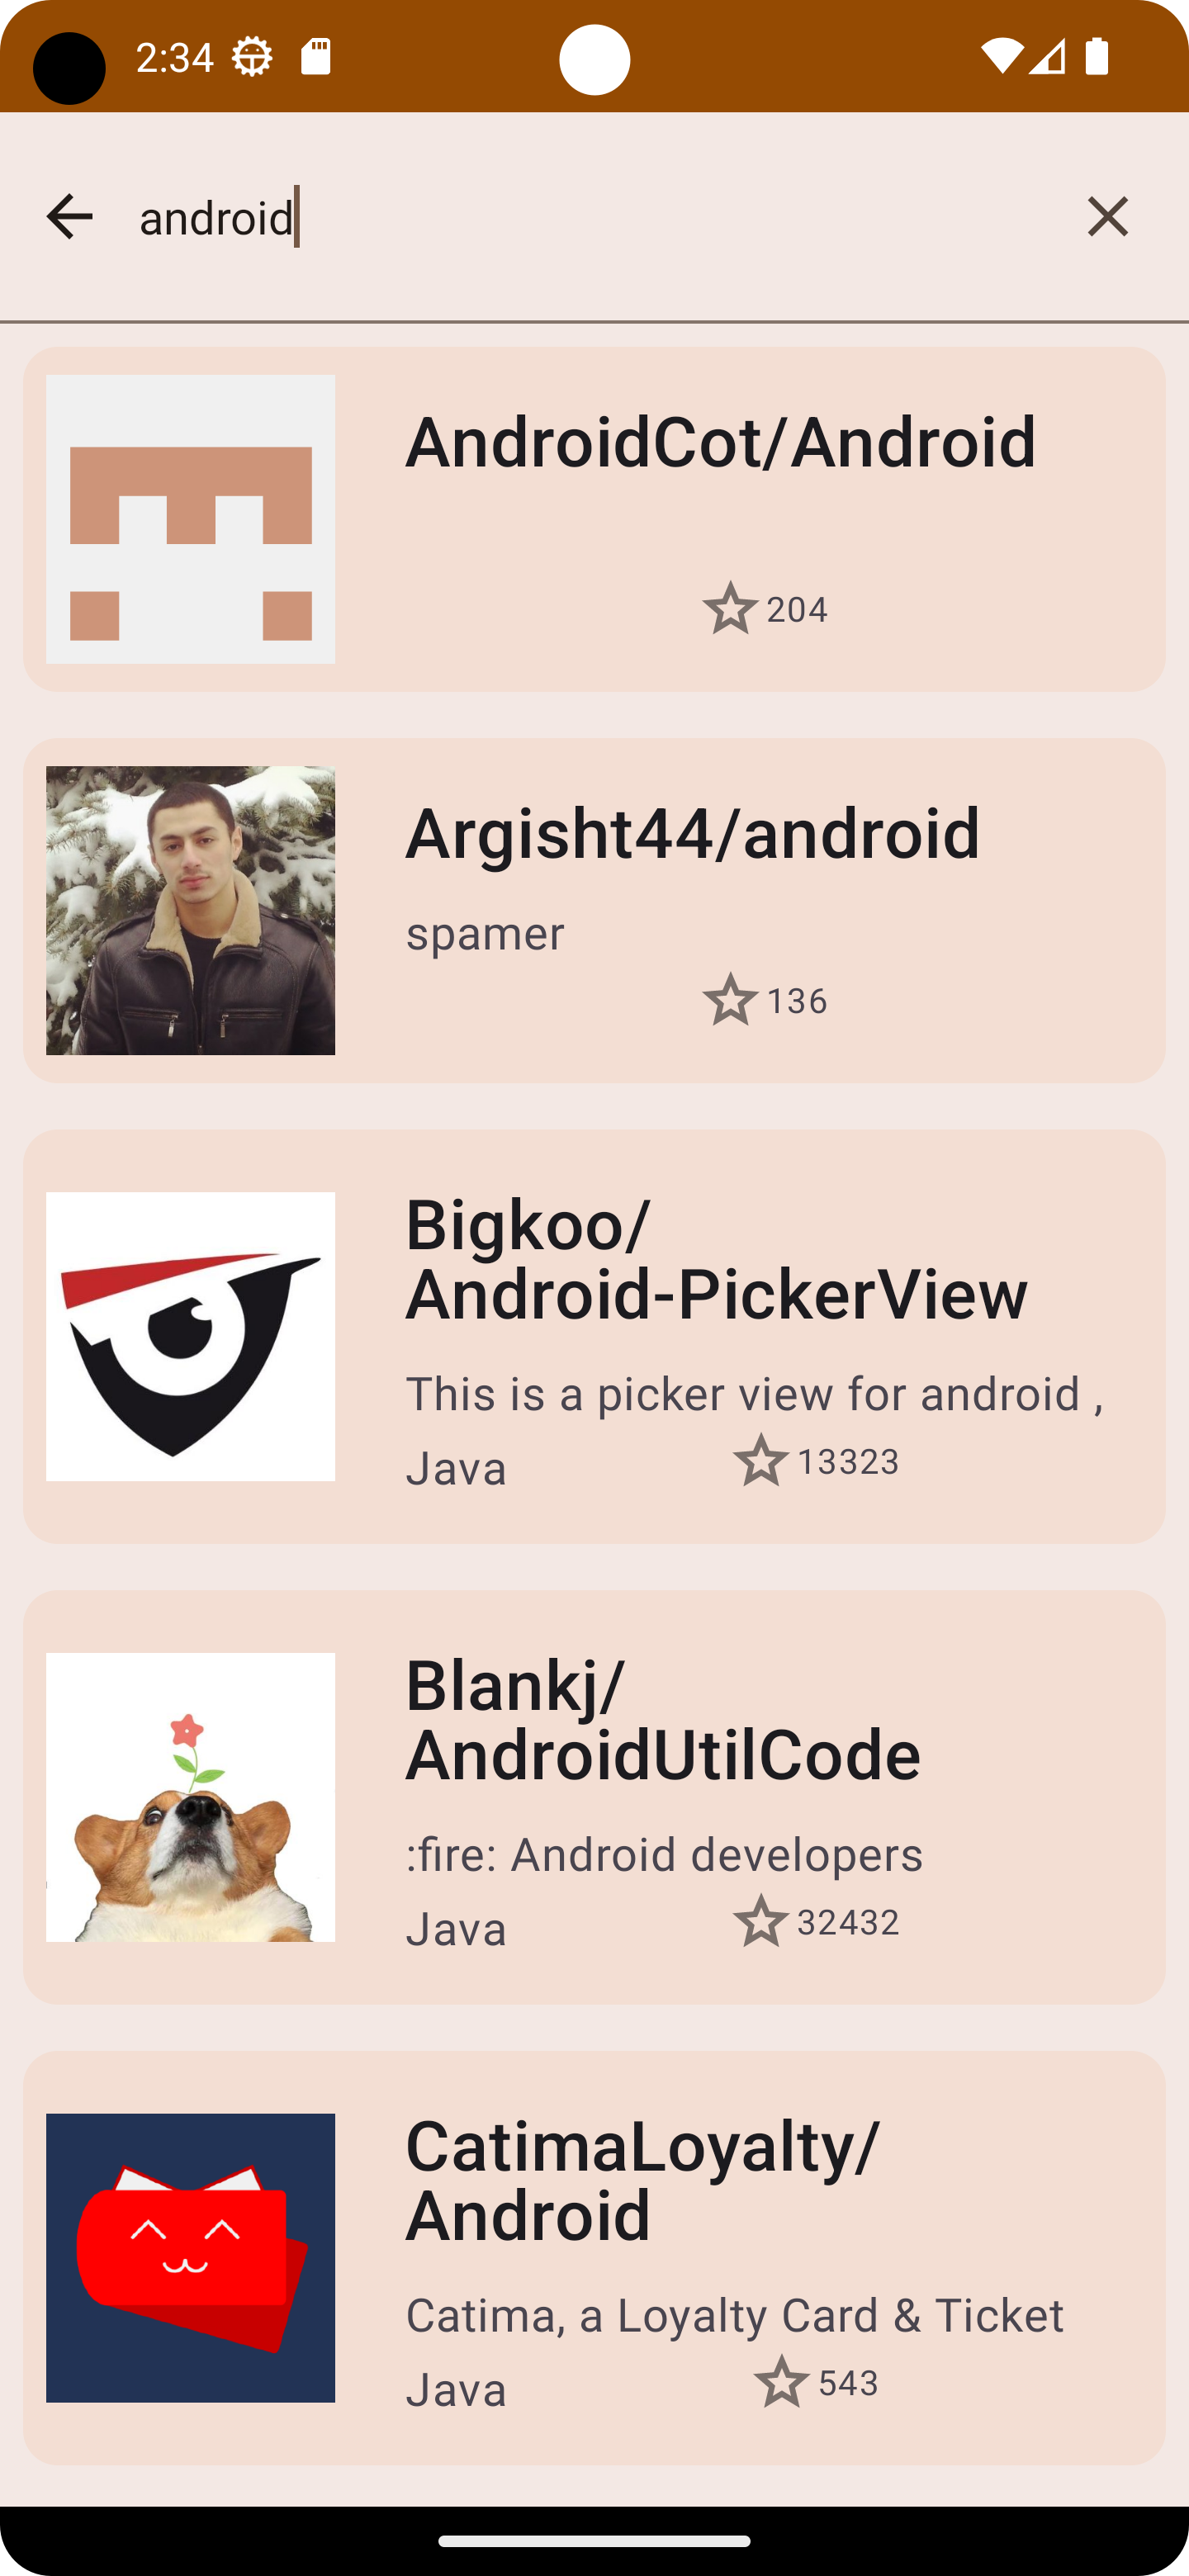 2:34
android
AndroidCot/Android
204
Argisht44/android
spamer
136
Bigkoo/
Android-PickerView
This is a picker view for android ,
Java 13323
Blankj/
AndroidUtilCode
:fire: Android developers
Java 32432
CatimaLoyalty/
Android
Catima, a Loyalty Card & Ticket
Java 543